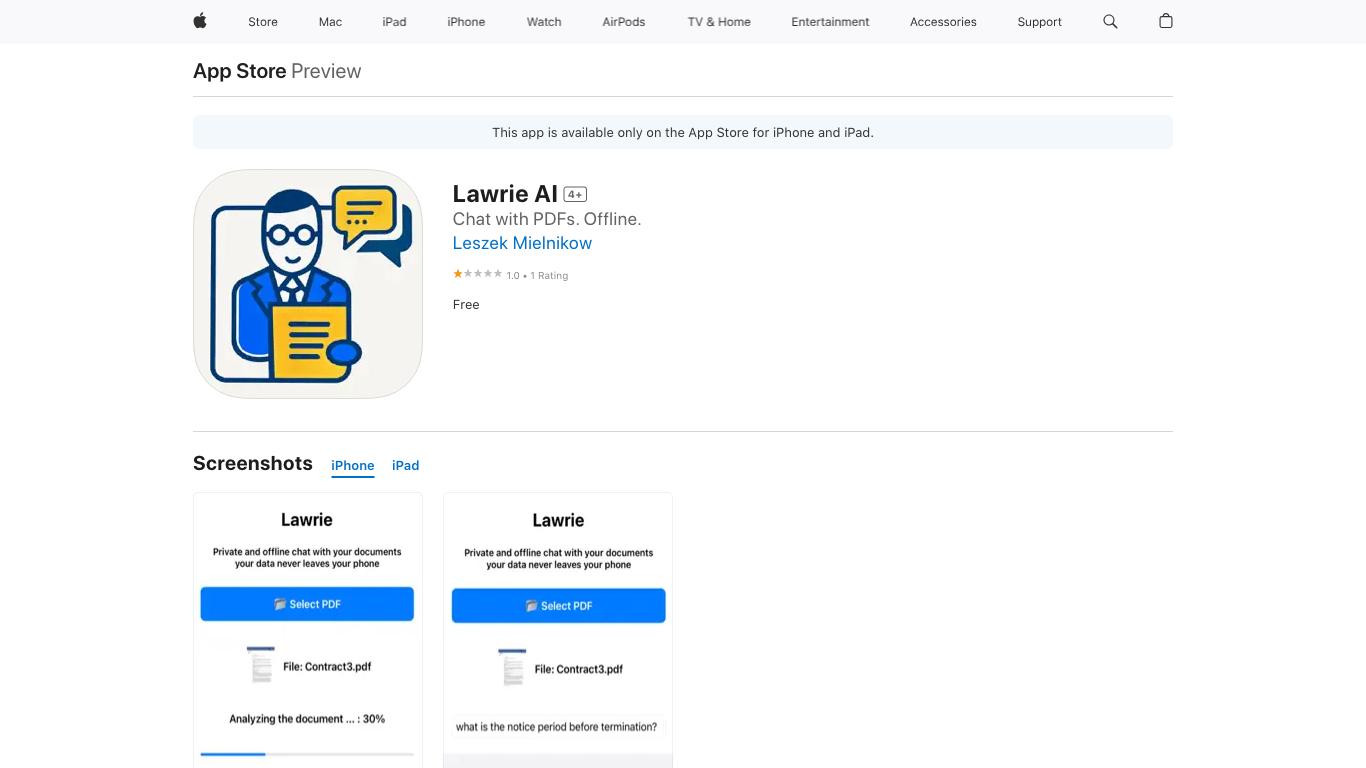 Store Mac iPad iPhone Watch AirPods TV & Home Entertainment Accessories Support
App Store Preview
This app is available only on the App Store for iPhone and iPad.
Lawrie AI 4+
Chat with PDFs. Offline.
Leszek Mielnikow
1.0 • 1 Rating
Free
Screenshots iPhone iPad
Lawrie
Private and offline chat with your documents
your data never leaves your phone
Select PDF
File: Contract3.pdf
Analyzing the document ... : 30%
Lawrie
Private and offline chat with your documents
your data never leaves your phone
Select PDF
File: Contract3.pdf
what is the notice period before termination?